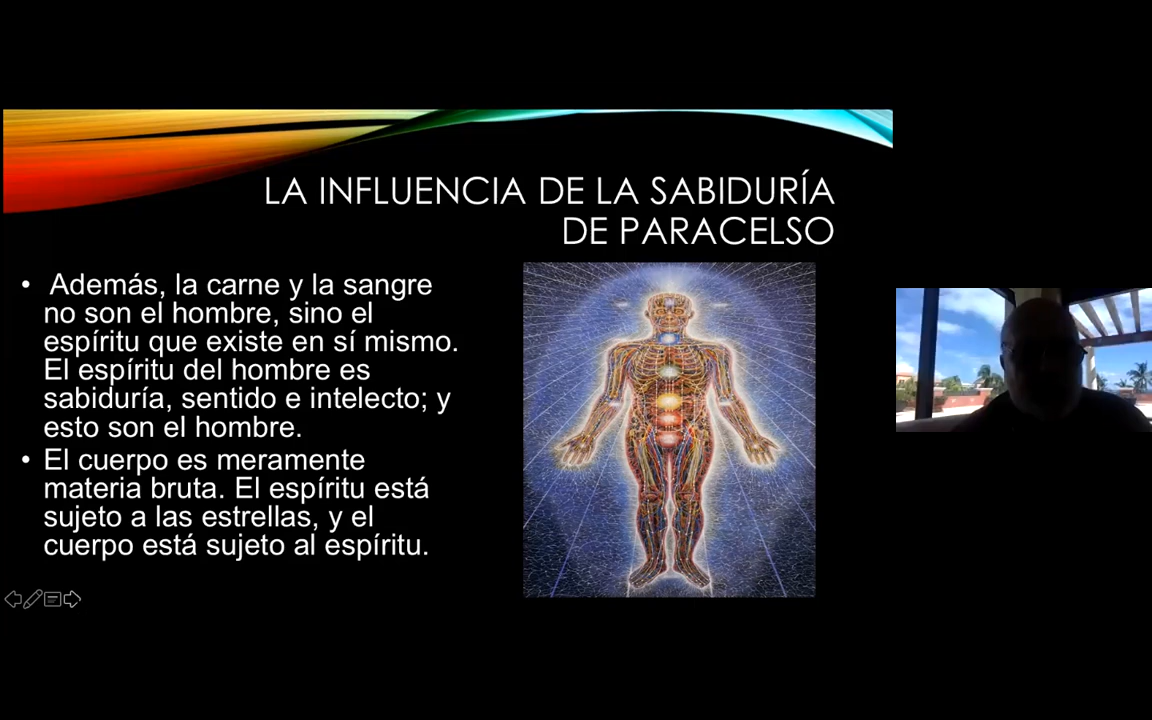 LA INFLUENCIA DE LA SABIDURÍA
DE PARACELSO
• Además, la carne y la sangre
no son el hombre, sino el
espíritu que existe en sí mismo.
El espíritu del hombre es
sabiduría, sentido e intelecto; y
esto son el hombre.
• El cuerpo es meramente
materia bruta. El espíritu está
sujeto a las estrellas, y el
cuerpo está sujeto al espíritu.